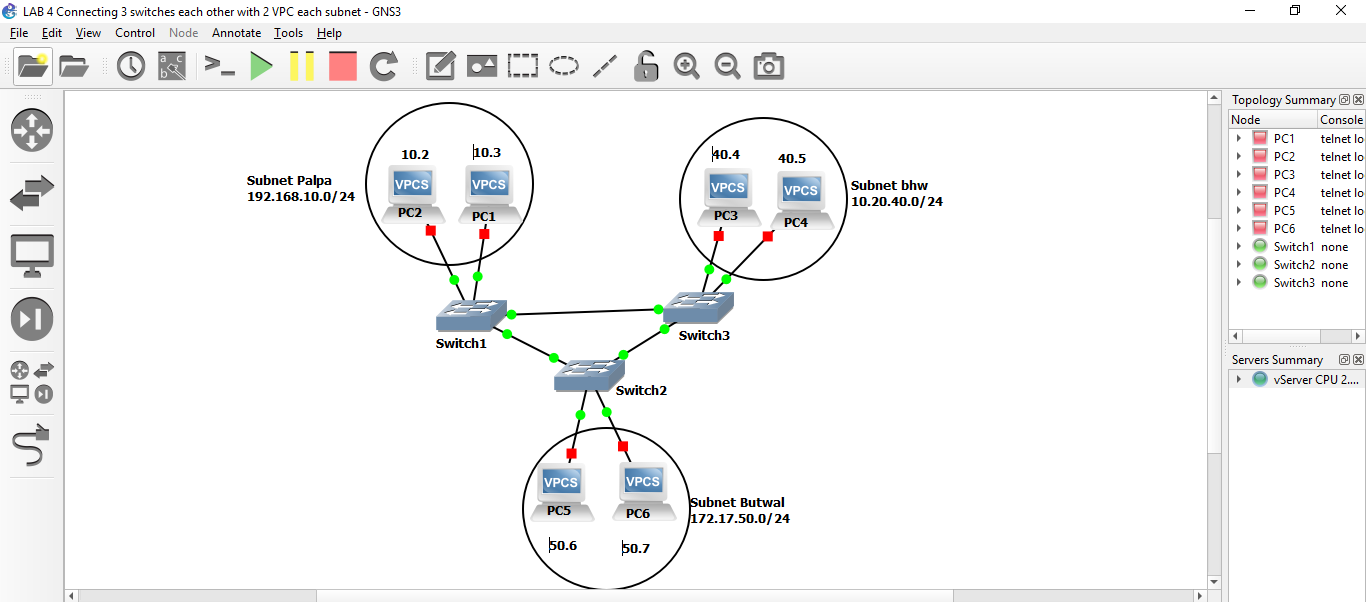 LAB 4 Connecting 3 switches each other with 2 VPC each subnet - GNS3
File Edit View Control Node Annotate Tools Help
Topology Summary
Node Console
PC1 telnet lo
PC2 telnet lo
PC3 telnet lo
PC4 telnet lo
PC5 telnet lo
PC6 telnet lo
Switch1 none
Switch2 none
Switch3 none
Servers Summary
vServer CPU 2....
Subnet Palpa
192.168.10.0/24
10.2 10.3
VPCS VPCS
PC2 PC1
40.4 40.5
VPCS VPCS
PC3 PC4
Subnet bhw
10.20.40.0/24
Switch1
Switch3
Switch2
VPCS VPCS
PC5 PC6
50.6 50.7
Subnet Butwal
172.17.50.0/24